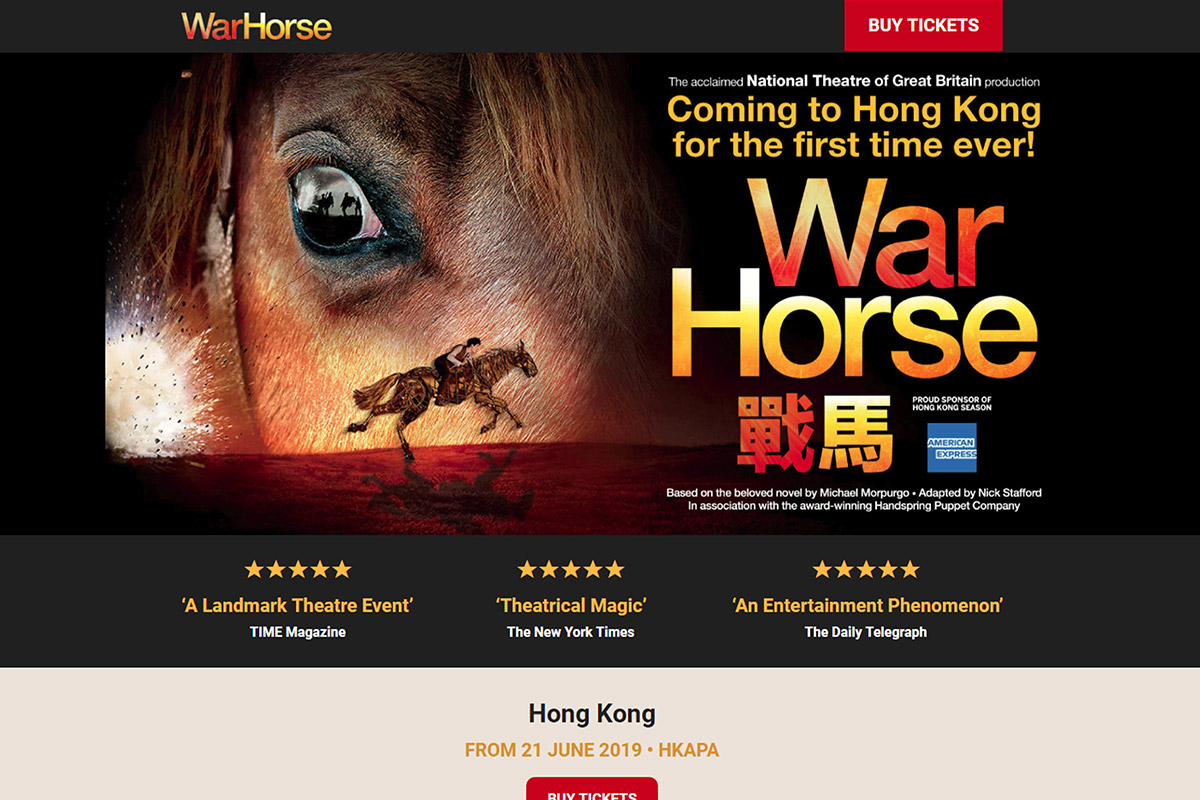 WarHorse
BUY TICKETS
The acclaimed National Theatre of Great Britain production
Coming to Hong Kong
for the first time ever!
War
Horse
戰馬
PROUD SPONSOR OF
HONG KONG SEASON
AMERICAN
EXPRESS
Based on the beloved novel by Michael Morpurgo • Adapted by Nick Stafford
In association with the award-winning Handspring Puppet Company
★★★★★
‘A Landmark Theatre Event’
TIME Magazine
★★★★★
‘Theatrical Magic’
The New York Times
★★★★★
‘An Entertainment Phenomenon’
The Daily Telegraph
Hong Kong
FROM 21 JUNE 2019 • HKAPA
BUY TICKETS